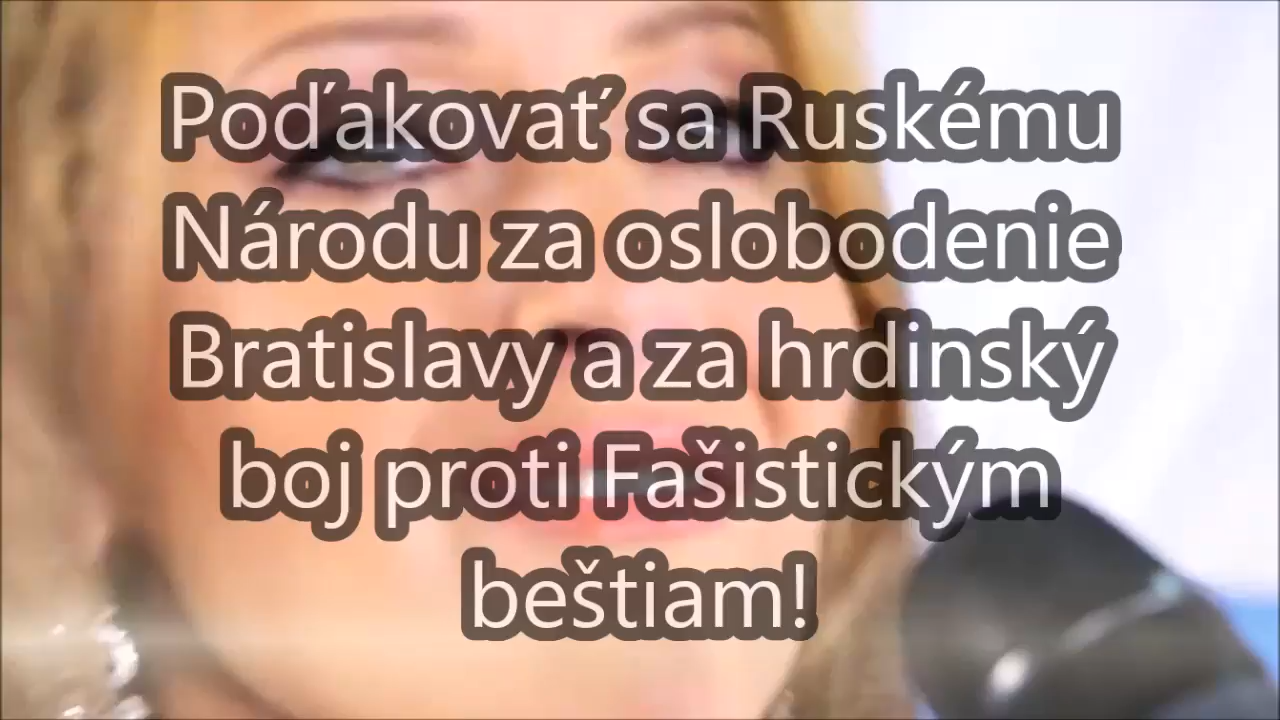 Poďakovať sa Ruskému
Národu za oslobodenie
Bratislavy a za hrdinský
boj proti Fašistickým
beštiam!